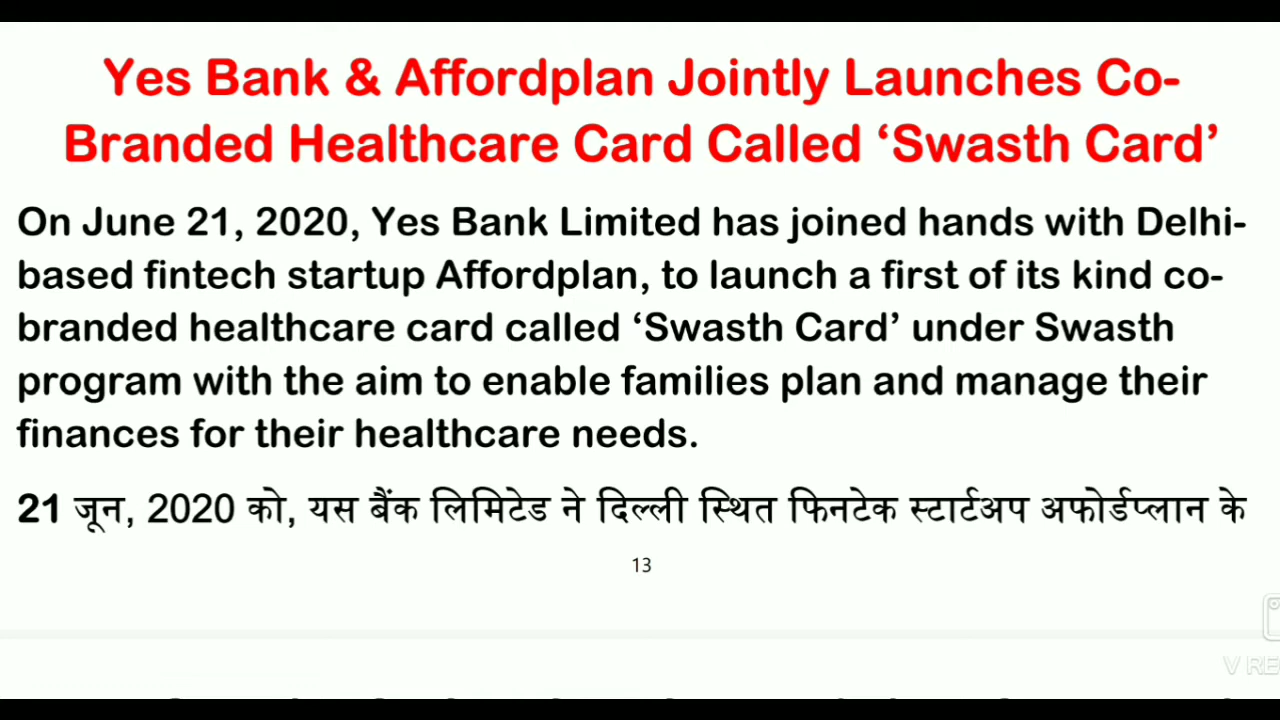 Yes Bank & Affordplan Jointly Launches Co-
Branded Healthcare Card Called ‘Swasth Card’
On June 21, 2020, Yes Bank Limited has joined hands with Delhi-
based fintech startup Affordplan, to launch a first of its kind co-
branded healthcare card called ‘Swasth Card’ under Swasth
program with the aim to enable families plan and manage their
finances for their healthcare needs.
21 जून, 2020 को, यस बैंक लिमिटेड ने दिल्ली स्थित फिनटेक स्टार्टअप अफोर्डप्लान के
13
V RE